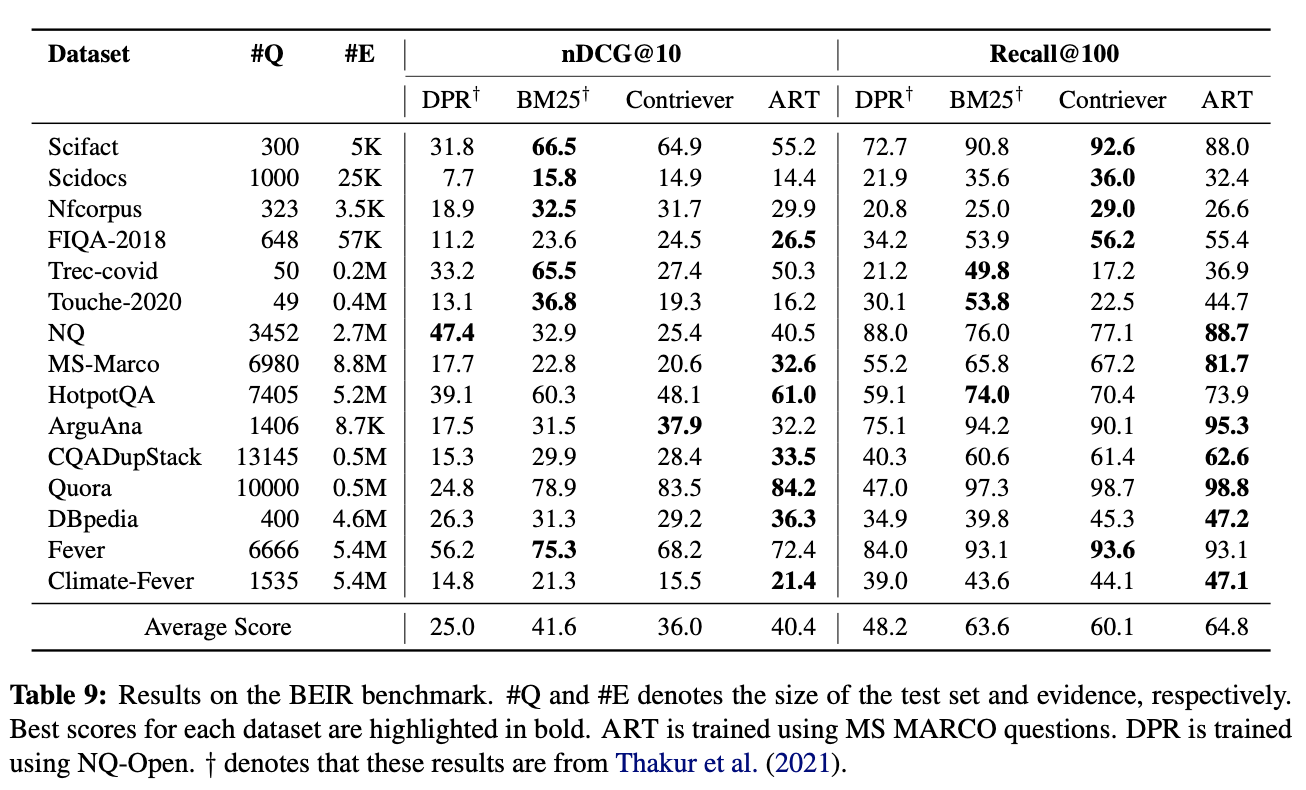 Dataset #Q #E nDCG@10 Recall@100
DPR† BM25† Contriever ART DPR† BM25† Contriever ART
Scifact 300 5K 31.8 66.5 64.9 55.2 72.7 90.8 92.6 88.0
Scidocs 1000 25K 7.7 15.8 14.9 14.4 21.9 35.6 36.0 32.4
Nfcorpus 323 3.5K 18.9 32.5 31.7 29.9 20.8 25.0 29.0 26.6
FIQA-2018 648 57K 11.2 23.6 24.5 26.5 34.2 53.9 56.2 55.4
Trec-covid 50 0.2M 33.2 65.5 27.4 50.3 21.2 49.8 17.2 36.9
Touche-2020 49 0.4M 13.1 36.8 19.3 16.2 30.1 53.8 22.5 44.7
NQ 3452 2.7M 47.4 32.9 25.4 40.5 88.0 76.0 77.1 88.7
MS-Marco 6980 8.8M 17.7 22.8 20.6 32.6 55.2 65.8 67.2 81.7
HotpotQA 7405 5.2M 39.1 60.3 48.1 61.0 59.1 74.0 70.4 73.9
ArguAna 1406 8.7K 17.5 31.5 37.9 32.2 75.1 94.2 90.1 95.3
CQADupStack 13145 0.5M 15.3 29.9 28.4 33.5 40.3 60.6 61.4 62.6
Quora 10000 0.5M 24.8 78.9 83.5 84.2 47.0 97.3 98.7 98.8
DBpedia 400 4.6M 26.3 31.3 29.2 36.3 34.9 39.8 45.3 47.2
Fever 6666 5.4M 56.2 75.3 68.2 72.4 84.0 93.1 93.6 93.1
Climate-Fever 1535 5.4M 14.8 21.3 15.5 21.4 39.0 43.6 44.1 47.1
Average Score 25.0 41.6 36.0 40.4 48.2 63.6 60.1 64.8
Table 9: Results on the BEIR benchmark. #Q and #E denotes the size of the test set and evidence, respectively.
Best scores for each dataset are highlighted in bold. ART is trained using MS MARCO questions. DPR is trained
using NQ-Open. † denotes that these results are from Thakur et al. (2021).